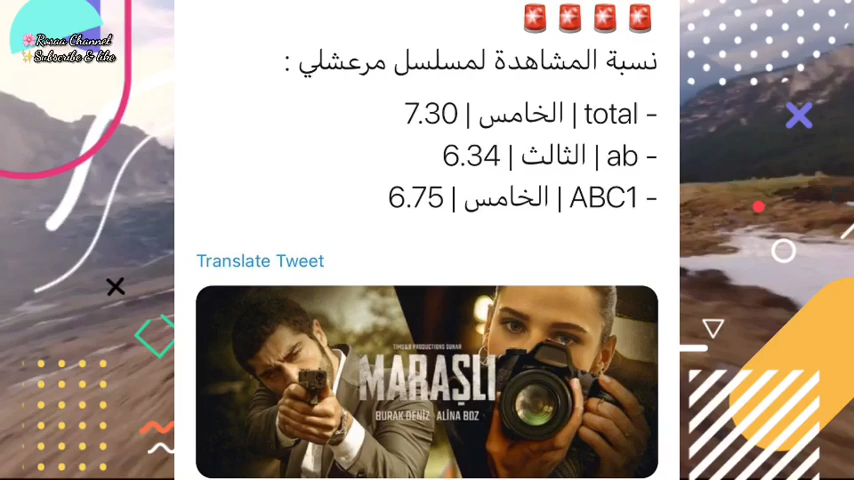 🌸Roraa Channel
✨Subscribe & like
🚨🚨🚨🚨
نسبة المشاهدة لمسلسل مرعشلي :
- total | الخامس | 7.30
- ab | الثالث | 6.34
- ABC1 | الخامس | 6.75
Translate Tweet
TIMS&B PRODUCTIONS SUNAR
MARAŞLI
BURAK DENİZ ALİNA BOZ